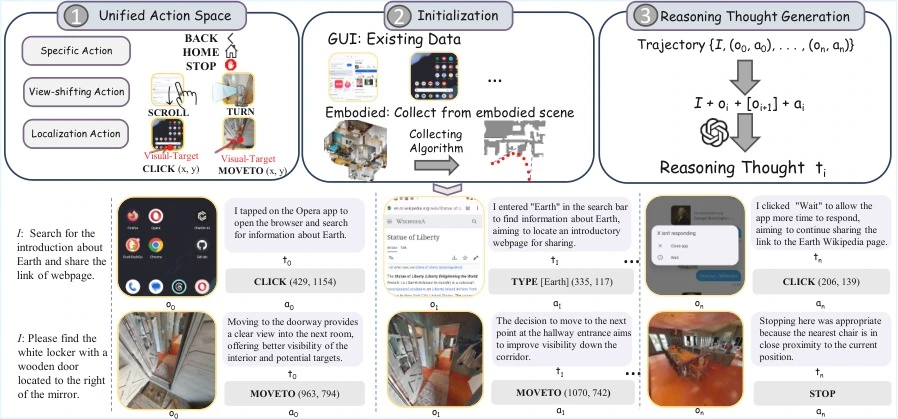 1 Unified Action Space
Specific Action
BACK
HOME
STOP
View-shifting Action
SCROLL
TURN
Localization Action
Visual-Target
CLICK (x, y)
Visual-Target
MOVETO (x, y)
2 Initialization
GUI: Existing Data
...
Embodied: Collect from embodied scene
Collecting
Algorithm
3 Reasoning Thought Generation
Trajectory {I, (o0, a0), . . . , (on, an)}
I + oi + [oi+1] + ai
Reasoning Thought ti
I: Search for the
introduction about
Earth and share the
link of webpage.
o0
I tapped on the Opera app to
open the browser and search
for information about Earth.
t0
CLICK (429, 1154)
a0
WIKIPEDIA
Statue of Liberty
o1
I entered "Earth" in the search bar
to find information about Earth,
aiming to locate an introductory
webpage for sharing.
t1
TYPE [Earth] (335, 117)
a1
...
isn't responding
Close app
Wait
on
I clicked "Wait" to allow the
app more time to respond,
aiming to continue sharing the
link to the Earth Wikipedia page.
tn
CLICK (206, 139)
an
I: Please find the
white locker with a
wooden door
located to the right
of the mirror.
o0
Moving to the doorway provides
a clear view into the next room,
offering better visibility of the
interior and potential targets.
t0
MOVETO (963, 794)
a0
o1
The decision to move to the next
point at the hallway entrance aims
to improve visibility down the
corridor.
t1
MOVETO (1070, 742)
a1
...
on
Stopping here was appropriate
because the nearest chair is in
close proximity to the current
position.
tn
STOP
an